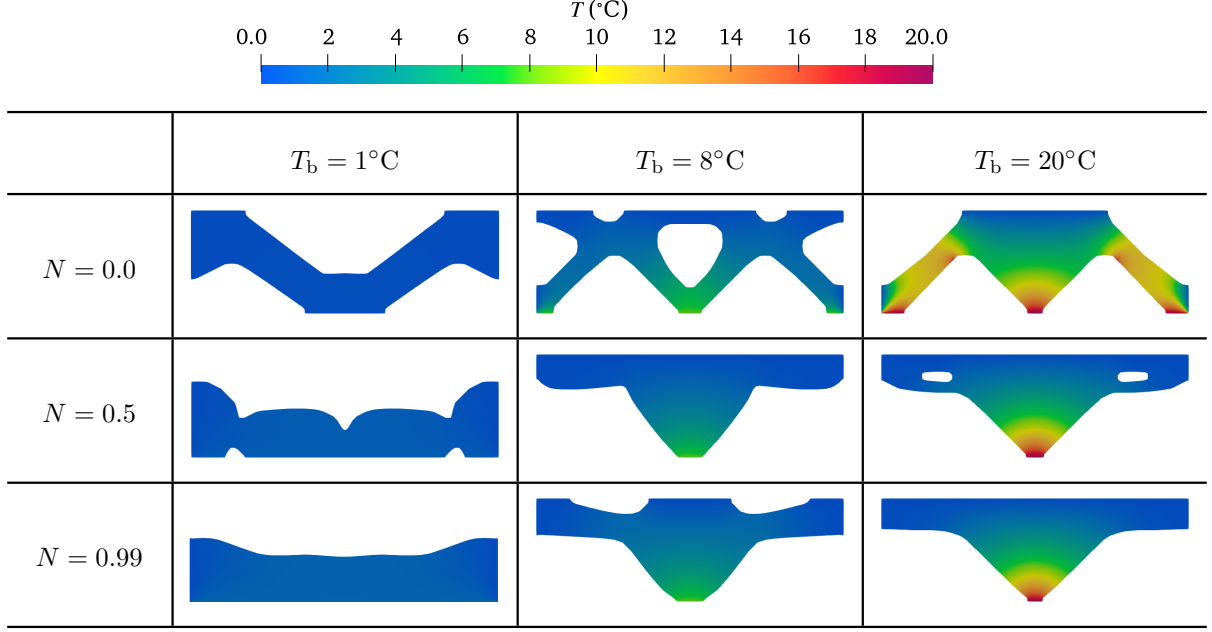 T (°C)
0.0 2 4 6 8 10 12 14 16 18 20.0
T_b = 1°C T_b = 8°C T_b = 20°C
N = 0.0
N = 0.5
N = 0.99